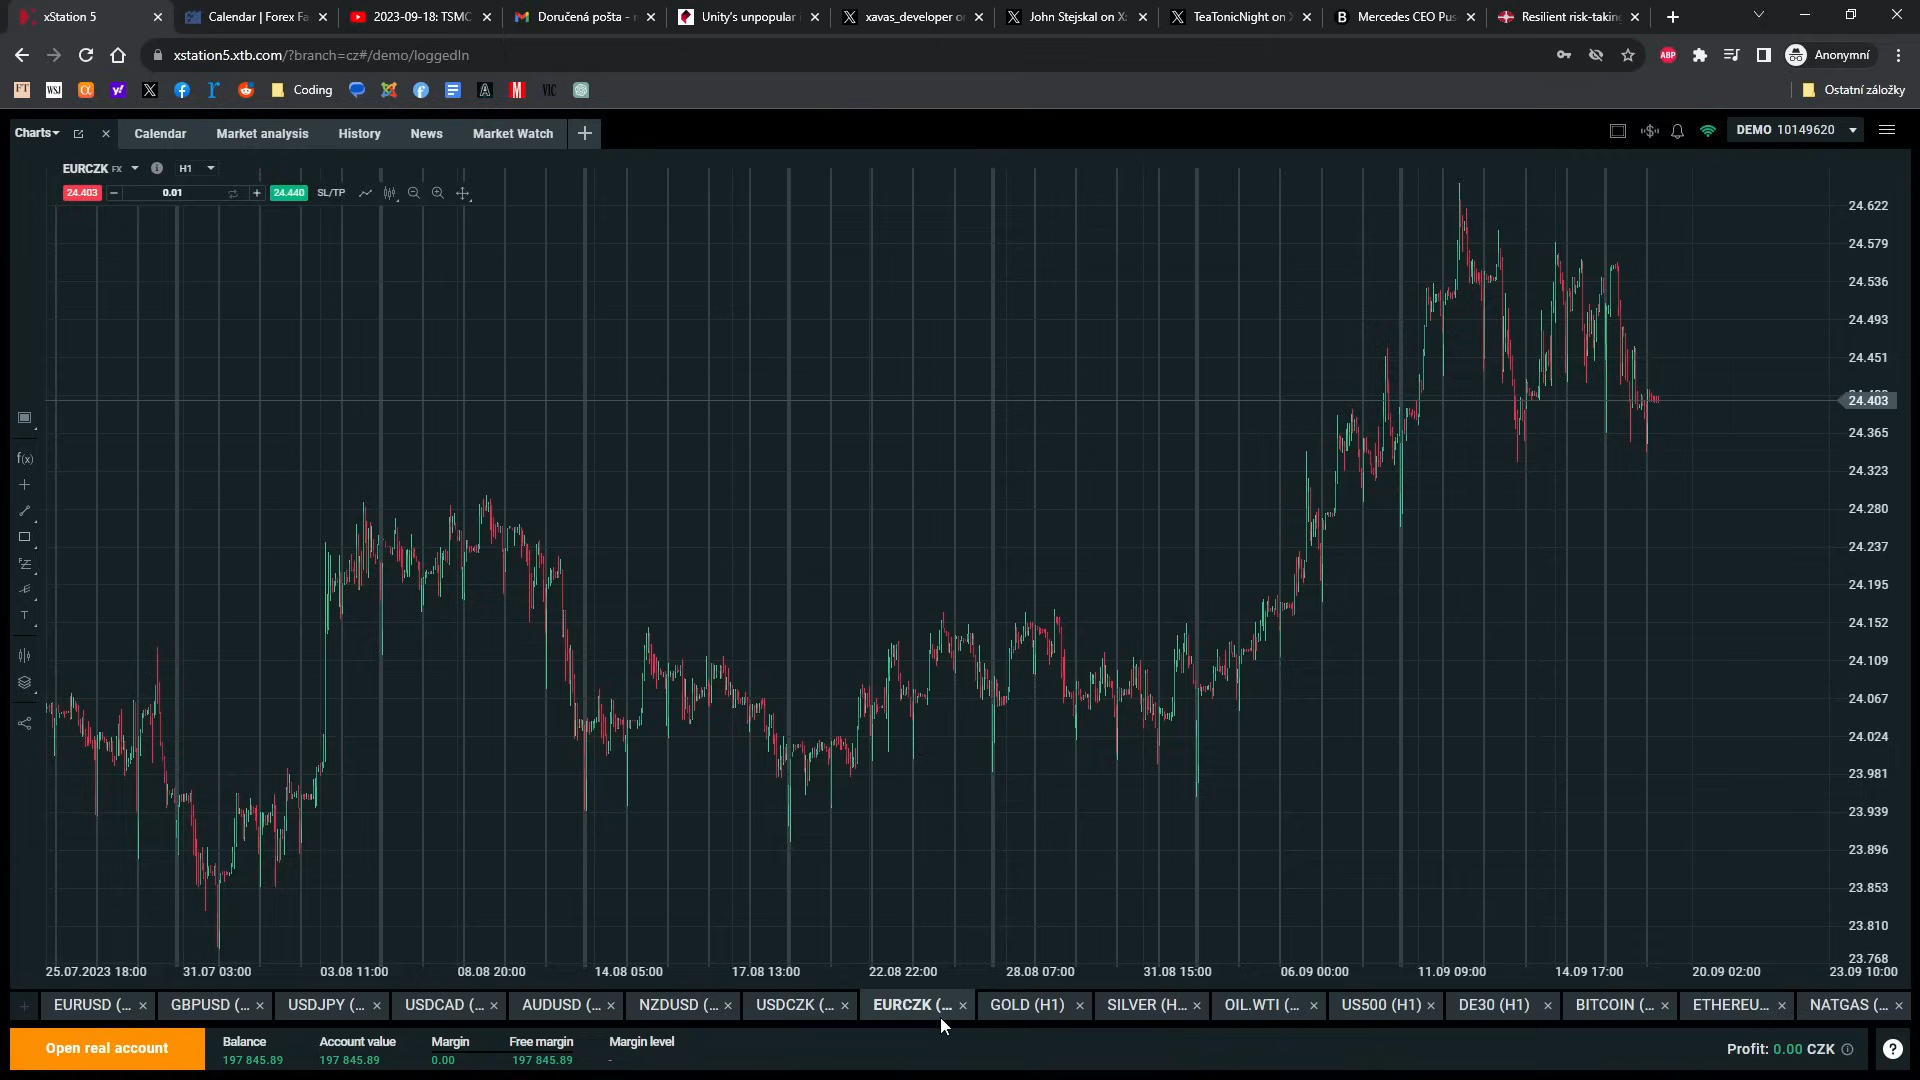 xStation 5
Calendar | Forex Fa
2023-09-18: TSMC
Doručená pošta -
Unity's unpopular
xavas_developer o
John Stejskal on X
TeaTonicNight on
Mercedes CEO Pu
Resilient risk-takin
xstation5.xtb.com/?branch=cz#/demo/loggedIn
ABP
Anonymní
FT
WSJ
y!
Coding
A
M
VIC
Ostatní záložky
Charts
Calendar
Market analysis
History
News
Market Watch
DEMO 10149620
EURCZK FX
H1
24.403
0.01
24.440
SL/TP
24.622
24.579
24.536
24.493
24.451
24.403
24.365
24.323
24.280
24.237
24.195
24.152
24.109
24.067
24.024
23.981
23.939
23.896
23.853
23.810
23.768
f(x)
T
25.07.2023 18:00
31.07 03:00
03.08 11:00
08.08 20:00
14.08 05:00
17.08 13:00
22.08 22:00
28.08 07:00
31.08 15:00
06.09 00:00
11.09 09:00
14.09 17:00
20.09 02:00
23.09 10:00
EURUSD (...
GBPUSD (...
USDJPY (...
USDCAD (...
AUDUSD (...
NZDUSD (...
USDCZK (...
EURCZK (...
GOLD (H1)
SILVER (H...
OIL.WTI (...
US500 (H1)
DE30 (H1)
BITCOIN (...
ETHEREU...
NATGAS (...
Open real account
Balance
197 845.89
Account value
197 845.89
Margin
0.00
Free margin
197 845.89
Margin level
-
Profit: 0.00 CZK
?